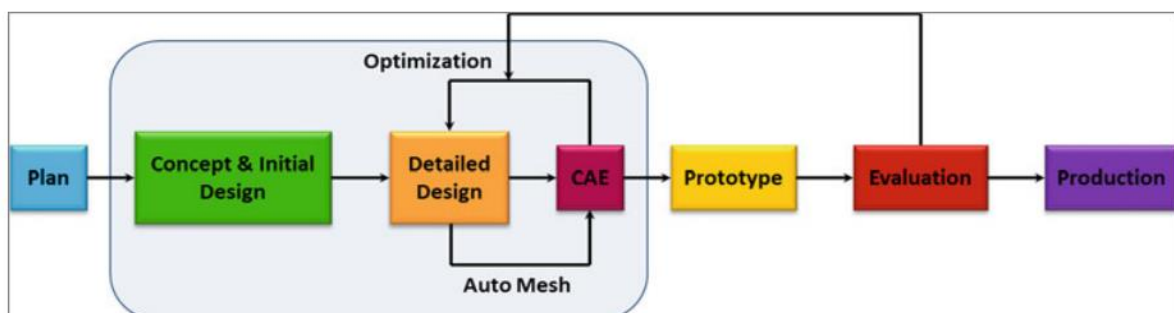 Optimization
Plan
Concept & Initial
Design
Detailed
Design
CAE
Prototype
Evaluation
Production
Auto Mesh